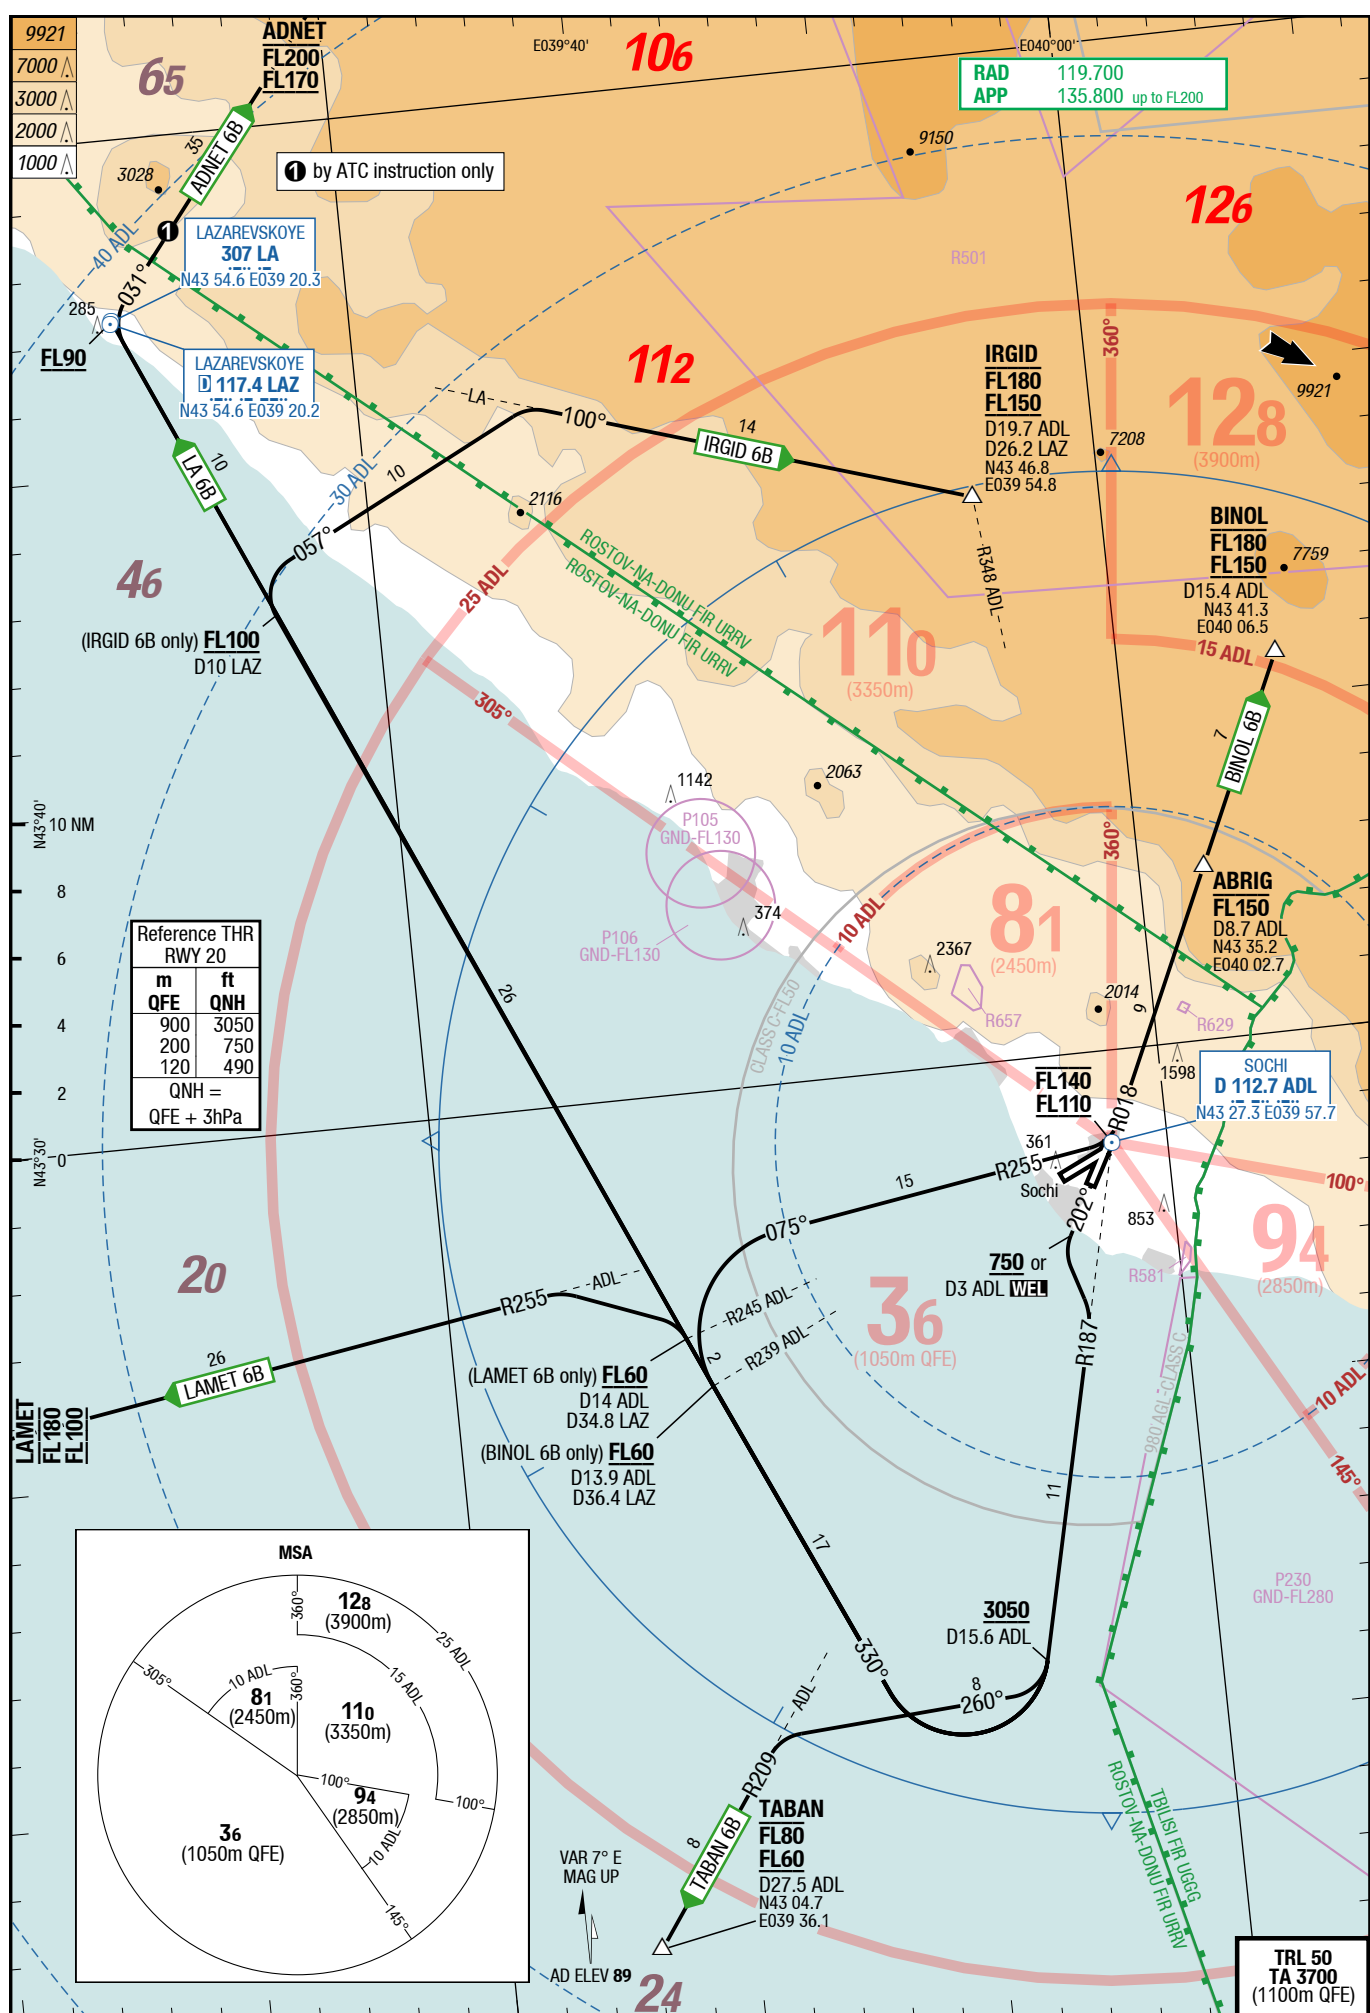 9921
7000
3000
2000
1000
65
ADNET
FL200
FL170
E039°40'
106
E040°00'
RAD 119.700
APP 135.800 up to FL200
35
ADNET 6B
3028
❶ by ATC instruction only
9150
126
40 ADL
1
031°
LAZAREVSKOYE
307 LA
N43 54.6 E039 20.3
R501
285
FL90
LAZAREVSKOYE
D 117.4 LAZ
N43 54.6 E039 20.2
112
360°
IRGID
FL180
FL150
D19.7 ADL
D26.2 LAZ
N43 46.8
E039 54.8
128
(3900m)
9921
7208
LA
100°
14
IRGID 6B
LA 6B
10
30 ADL
10
057°
2116
ROSTOV-NA-DONU FIR URRV
ROSTOV-NA-DONU FIR URRV
R348 ADL
BINOL
FL180
FL150
D15.4 ADL
N43 41.3
E040 06.5
7759
46
25 ADL
(IRGID 6B only) FL100
D10 LAZ
110
(3350m)
15 ADL
305°
7
BINOL 6B
1142
2063
P105
GND-FL130
N43°40'
10 NM
8
6
4
2
0
360°
ABRIG
FL150
D8.7 ADL
N43 35.2
E040 02.7
81
(2450m)
10 ADL
374
P106
GND-FL130
2367
R657
2014
9
R629
Reference THR
RWY 20
m ft
QFE QNH
900 3050
200 750
120 490
QNH =
QFE + 3hPa
26
CLASS C-FL50
10 ADL
1598
SOCHI
D 112.7 ADL
N43 27.3 E039 57.7
FL140
FL110
R018
N43°30'
361
Sochi
R255
15
075°
202°
100°
853
94
(2850m)
R581
750 or
D3 ADL WEL
20
R255
ADL
R245 ADL
R239 ADL
36
(1050m QFE)
R187
26
LAMET 6B
LAMET
FL180
FL100
2
(LAMET 6B only) FL60
D14 ADL
D34.8 LAZ
(BINOL 6B only) FL60
D13.9 ADL
D36.4 LAZ
980'AGL-CLASS C
10 ADL
145°
11
17
P230
GND-FL280
MSA
360°
128
(3900m)
25 ADL
305°
10 ADL
360°
15 ADL
81
(2450m)
110
(3350m)
100°
94
(2850m)
100°
10 ADL
36
(1050m QFE)
145°
3050
D15.6 ADL
330°
8
260°
ADL
R209
8
TABAN 6B
TABAN
FL80
FL60
D27.5 ADL
N43 04.7
E039 36.1
VAR 7° E
MAG UP
AD ELEV 89
24
TBILISI FIR UGGG
ROSTOV-NA-DONU FIR URRV
TRL 50
TA 3700
(1100m QFE)